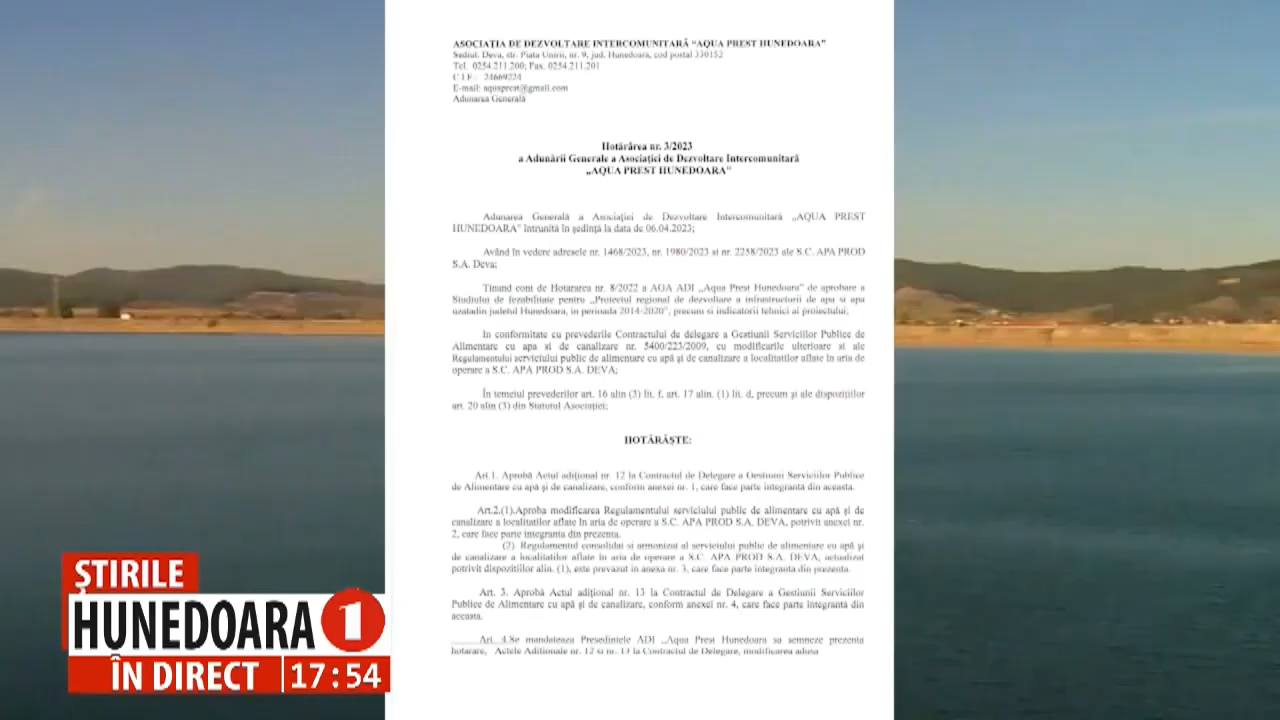 ASOCIAȚIA DE DEZVOLTARE INTERCOMUNITARĂ "AQUA PREST HUNEDOARA"
Sediul. Deva, str. Piata Unirii, nr. 9, jud. Hunedoara, cod postal 330152
Tel. 0254.211.200; Fax. 0254.211.201
C I F. 24669224
E-mail: aquaprest@gmail.com
Adunarea Generală
Hotărârea nr. 3/2023
a Adunării Generale a Asociației de Dezvoltare Intercomunitară
„AQUA PREST HUNEDOARA"
Adunarea Generală a Asociației de Dezvoltare Intercomunitară „AQUA PREST
HUNEDOARA" întrunită în ședință la data de 06.04.2023;
Având în vedere adresele nr. 1468/2023, nr. 1980/2023 si nr. 2258/2023 ale S.C. APA PROD
S.A. Deva;
Tinand cont de Hotararea nr. 8/2022 a AGA ADI „Aqua Prest Hunedoara" de aprobare a
Studiului de fezabilitate pentru „Proiectul regional de dezvoltare a infrastructurii de apa si apa
uzatadin judetul Hunedoara, in perioada 2014-2020", precum si indicatorii tehnici ai proiectului,
In conformitate cu prevederile Contractului de delegare a Gestiunii Serviciilor Publice de
Alimentare cu apa si de canalizare nr. 5400/223/2009, cu modificarile ulterioare si ale
Regulamentului serviciului public de alimentare cu apă și de canalizare a localitatilor aflate în aria de
operare a S.C. APA PROD S.A. DEVA;
În temeiul prevederilor art. 16 alin (3) lit. f, art. 17 alin. (1) lit. d, precum și ale dispozițiilor
art. 20 alin (3) din Statutul Asociației;
HOTĂRĂȘTE:
Art.1. Aprobă Actul adițional nr. 12 la Contractul de Delegare a Gestiunii Serviciilor Publice
de Alimentare cu apă și de canalizare, conform anexei nr. 1, care face parte integrantă din aceasta.
Art.2.(1).Aproba modificarea Regulamentului serviciului public de alimentare cu apă și de
canalizare a localitatilor aflate în aria de operare a S.C. APA PROD S.A. DEVA, potrivit anexei nr.
2, care face parte integranta din prezenta.
(2). Regulamentul consolidat si armonizat al serviciului public de alimentare cu apă și
de canalizare a localitatilor aflate în aria de operare a S.C. APA PROD S.A. DEVA, actualizat
potrivit dispozitiilor alin. (1), este prevazut in anexa nr. 3, care face parte integranta din prezenta.
Art. 3. Aprobă Actul adițional nr. 13 la Contractul de Delegare a Gestiunii Serviciilor
Publice de Alimentare cu apă și de canalizare, conform anexei nr. 4, care face parte integrantă din
aceasta.
Art. 4.Se mandateaza Presedintele ADI „Aqua Prest Hunedoara sa semneze prezenta
hotarare, Actele Aditionale nr. 12 si nr. 13 la Contractul de Delegare, modificarea adusa
ȘTIRILE
HUNEDOARA 1
ÎN DIRECT 17:54